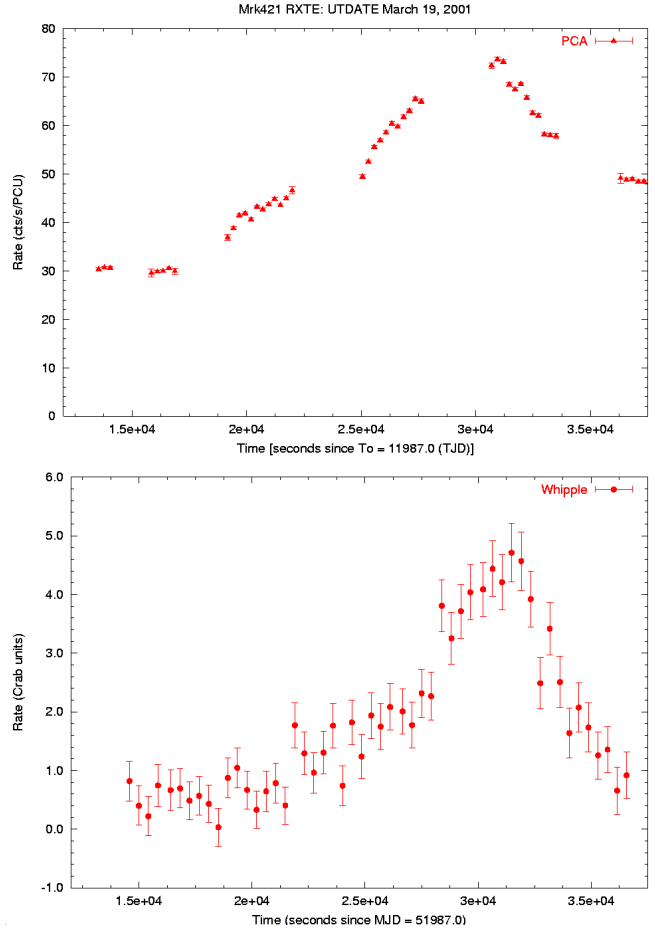 Mrk421 RXTE: UTDATE March 19, 2001
80
PCA
70
60
50
Rate (cts/s/PCU)
40
30
20
10
0
1.5e+04 2e+04 2.5e+04 3e+04 3.5e+04
Time [seconds since To = 11987.0 (TJD)]
6.0
Whipple
5.0
4.0
3.0
Rate (Crab units)
2.0
1.0
0.0
-1.0
1.5e+04 2e+04 2.5e+04 3e+04 3.5e+04
Time (seconds since MJD = 51987.0)